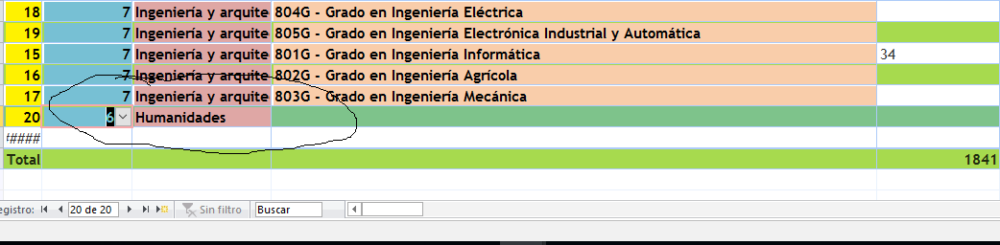 18 7 Ingeniería y arquite 804G - Grado en Ingeniería Eléctrica
19 7 Ingeniería y arquite 805G - Grado en Ingeniería Electrónica Industrial y Automática
15 7 Ingeniería y arquite 801G - Grado en Ingeniería Informática 34
16 7 Ingeniería y arquite 802G - Grado en Ingeniería Agrícola
17 7 Ingeniería y arquite 803G - Grado en Ingeniería Mecánica
20 6 Humanidades
#####
Total 1841
egistro: 20 de 20 Sin filtro Buscar